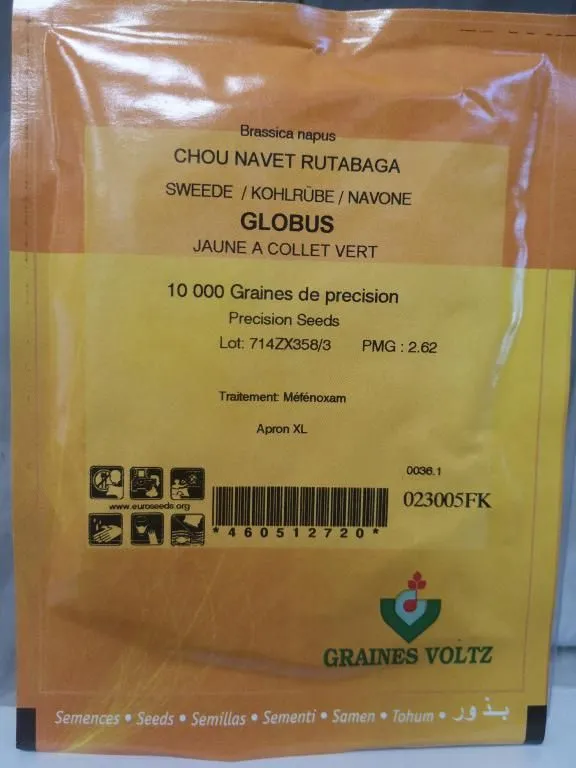 Brassica napus
CHOU NAVET RUTABAGA
SWEEDE / KOHLRÜBE / NAVONE
GLOBUS
JAUNE A COLLET VERT
10 000 Graines de precision
Precision Seeds
Lot: 714ZX358/3 PMG : 2.62
Traitement: Méfénoxam
Apron XL
0036.1
www.euroseeds.org
023005FK
*460512720*
GRAINES VOLTZ
Semences • Seeds • Semillas • Sementi • Samen • Tohum • بذور